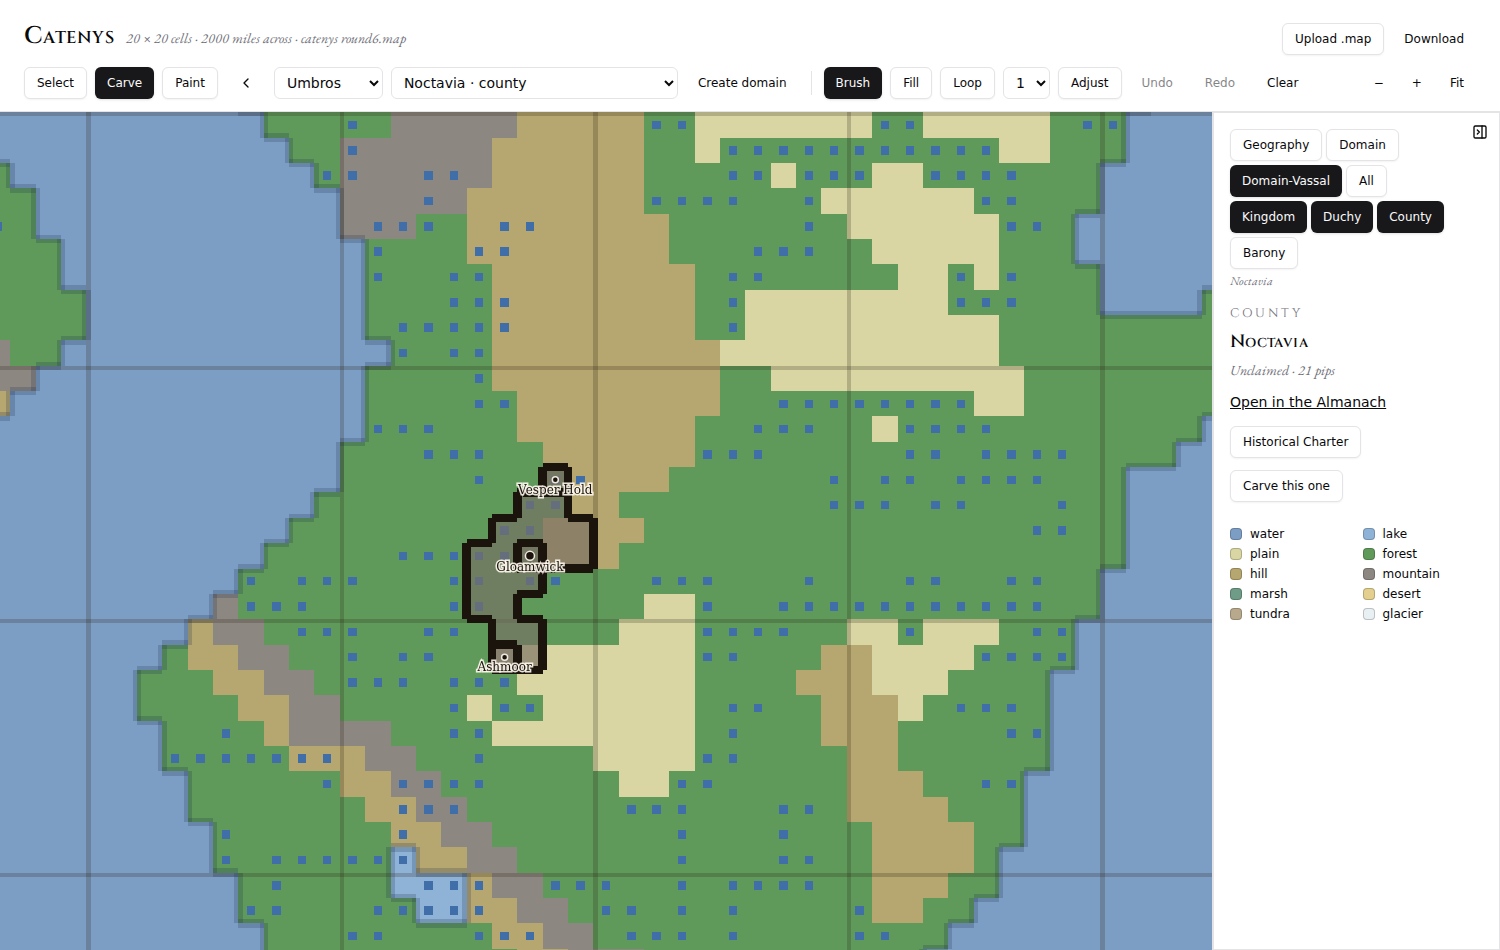 Catenys 20 × 20 cells · 2000 miles across · catenys round6.map
Upload .map Download
Select Carve Paint Umbros Noctavia · county Create domain Brush Fill Loop 1 Adjust Undo Redo Clear − + Fit
Geography Domain
Domain-Vassal All
Kingdom Duchy County
Barony
Noctavia
COUNTY
Noctavia
Unclaimed · 21 pips
Open in the Almanach
Historical Charter
Carve this one
water lake
plain forest
hill mountain
marsh desert
tundra glacier
Vesper Hold
Gloamwick
Ashmoor